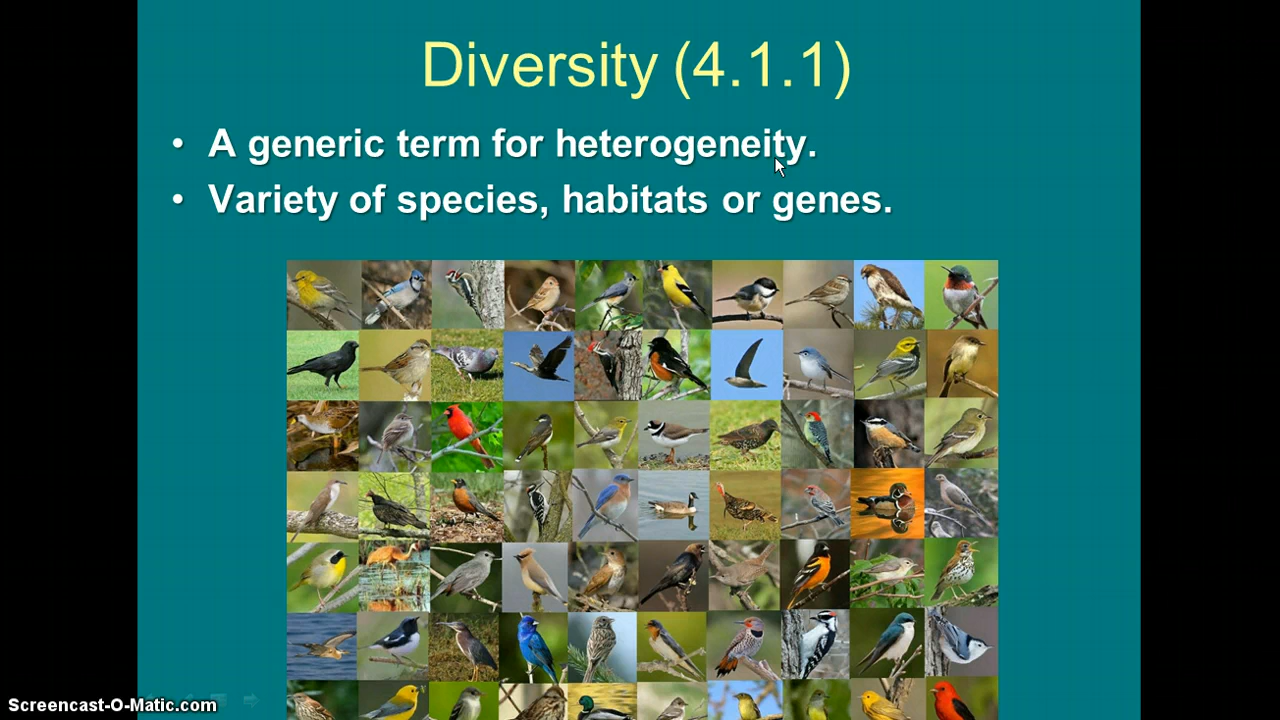 Diversity (4.1.1)
• A generic term for heterogeneity.
• Variety of species, habitats or genes.
Screencast-O-Matic.com